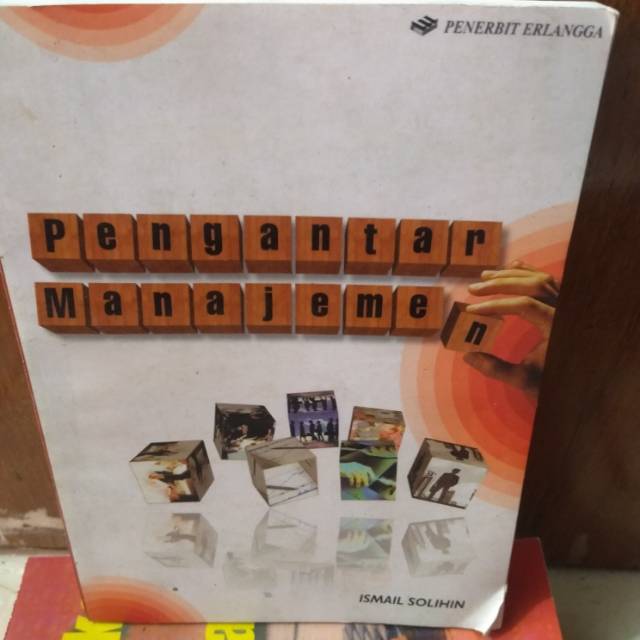 PENERBIT ERLANGGA
Pengantar
Manajemen
ISMAIL SOLIHIN